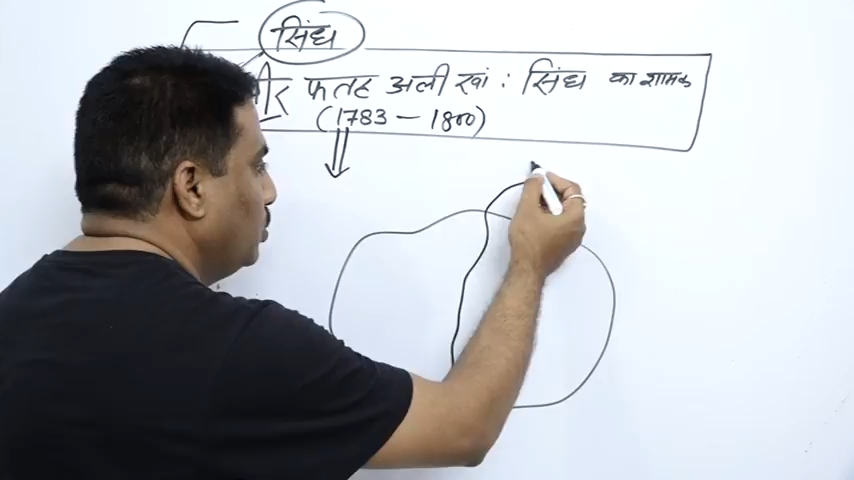 सिंध
मीर फतह अली खां : सिंध का शासक
(1783 - 1800)